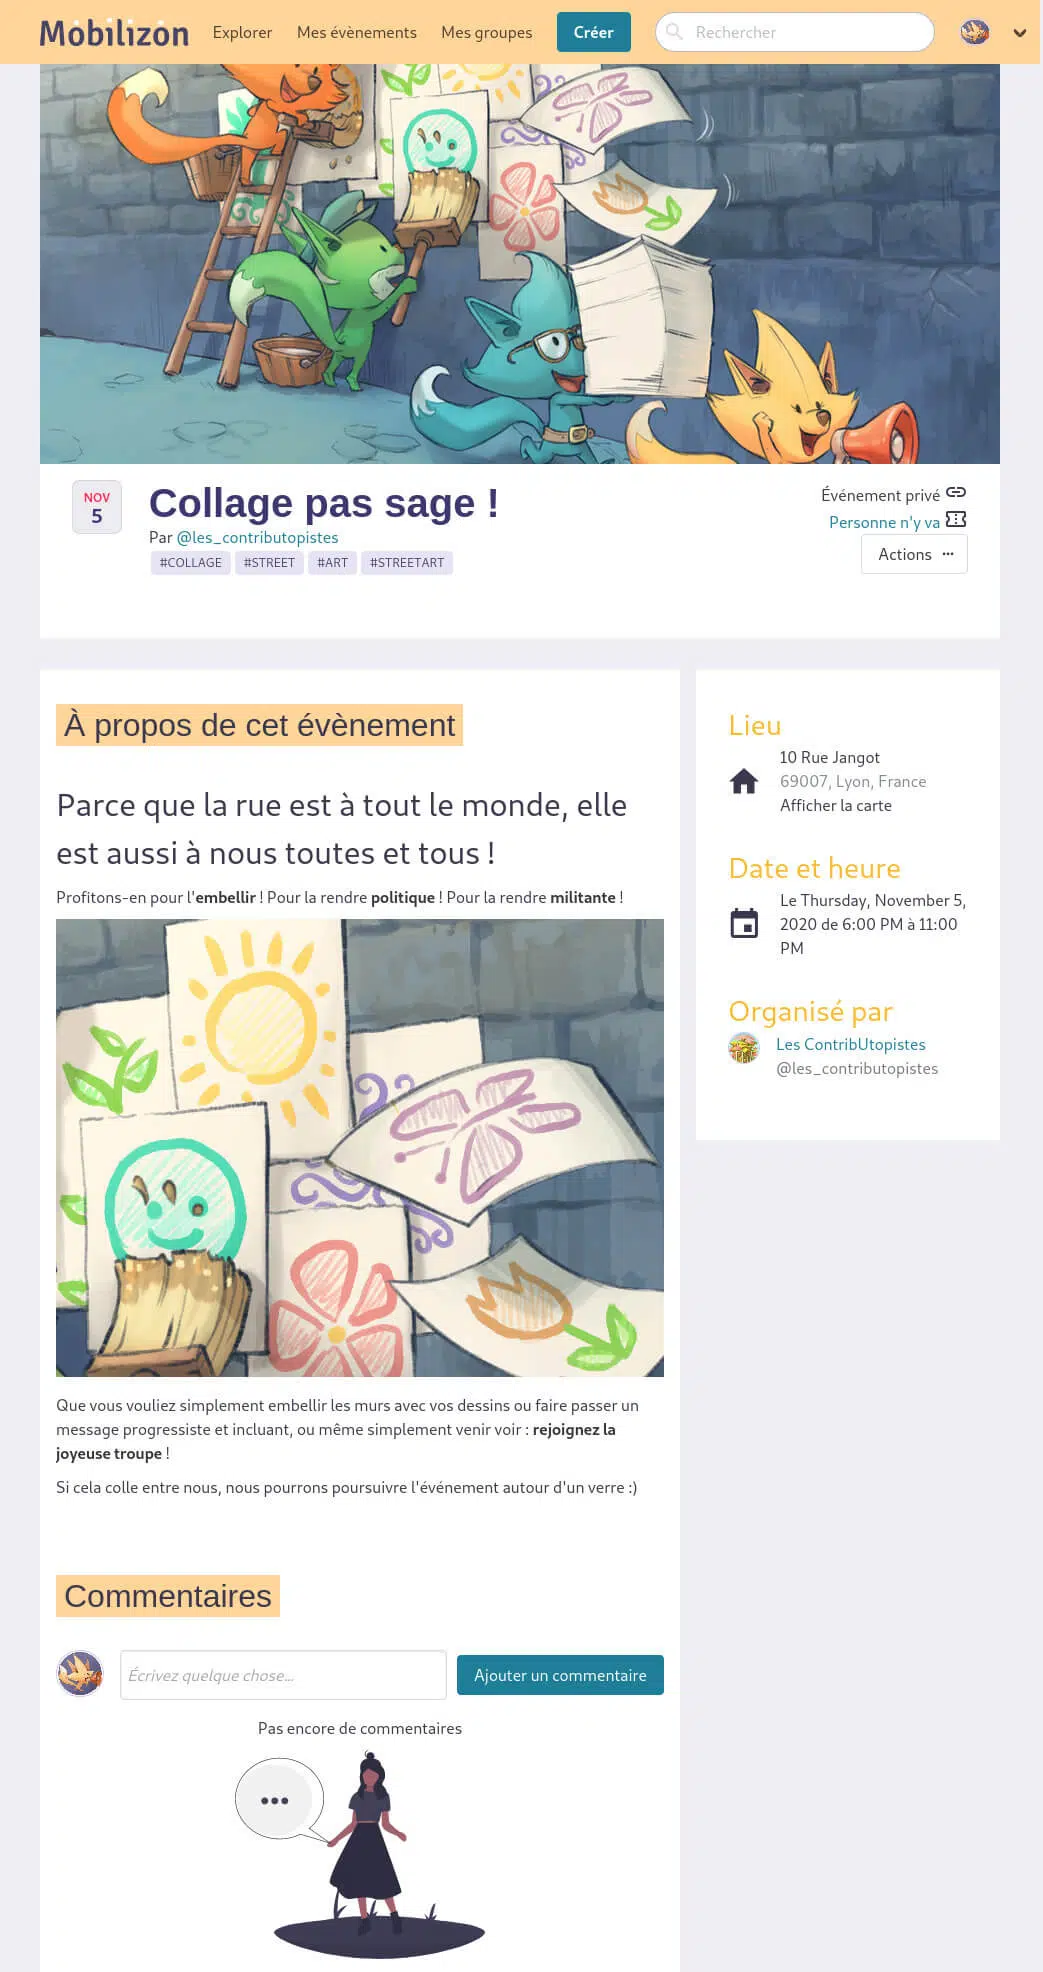 Mobilizon
Explorer
Mes évènements
Mes groupes
Créer
Rechercher
NOV
5
Collage pas sage !
Par @les_contributopistes
#COLLAGE #STREET #ART #STREETART
Événement privé
Personne n'y va
Actions
À propos de cet évènement
Parce que la rue est à tout le monde, elle
est aussi à nous toutes et tous !
Profitons-en pour l'embellir ! Pour la rendre politique ! Pour la rendre militante !
Que vous vouliez simplement embellir les murs avec vos dessins ou faire passer un
message progressiste et incluant, ou même simplement venir voir : rejoignez la
joyeuse troupe !
Si cela colle entre nous, nous pourrons poursuivre l'événement autour d'un verre :)
Commentaires
Écrivez quelque chose...
Ajouter un commentaire
Pas encore de commentaires
Lieu
10 Rue Jangot
69007, Lyon, France
Afficher la carte
Date et heure
Le Thursday, November 5,
2020 de 6:00 PM à 11:00
PM
Organisé par
Les ContribUtopistes
@les_contributopistes